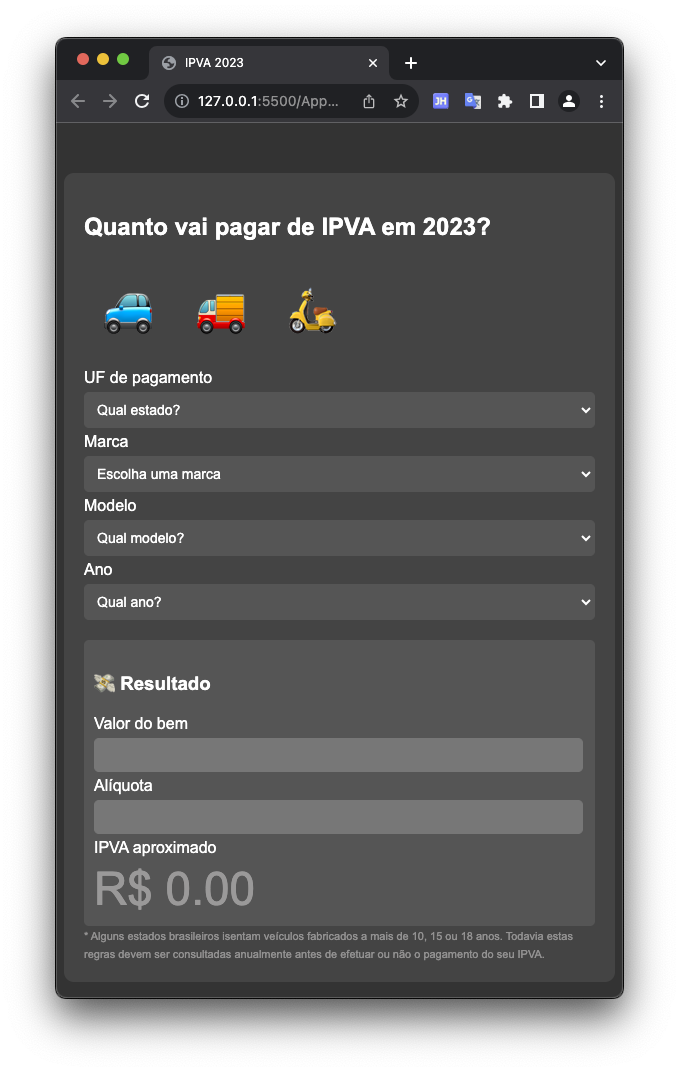 IPVA 2023
127.0.0.1:5500/App...
JH
G
Quanto vai pagar de IPVA em 2023?
UF de pagamento
Qual estado?
Marca
Escolha uma marca
Modelo
Qual modelo?
Ano
Qual ano?
💸 Resultado
Valor do bem
Alíquota
IPVA aproximado
R$ 0.00
* Alguns estados brasileiros isentam veículos fabricados a mais de 10, 15 ou 18 anos. Todavia estas
regras devem ser consultadas anualmente antes de efetuar ou não o pagamento do seu IPVA.